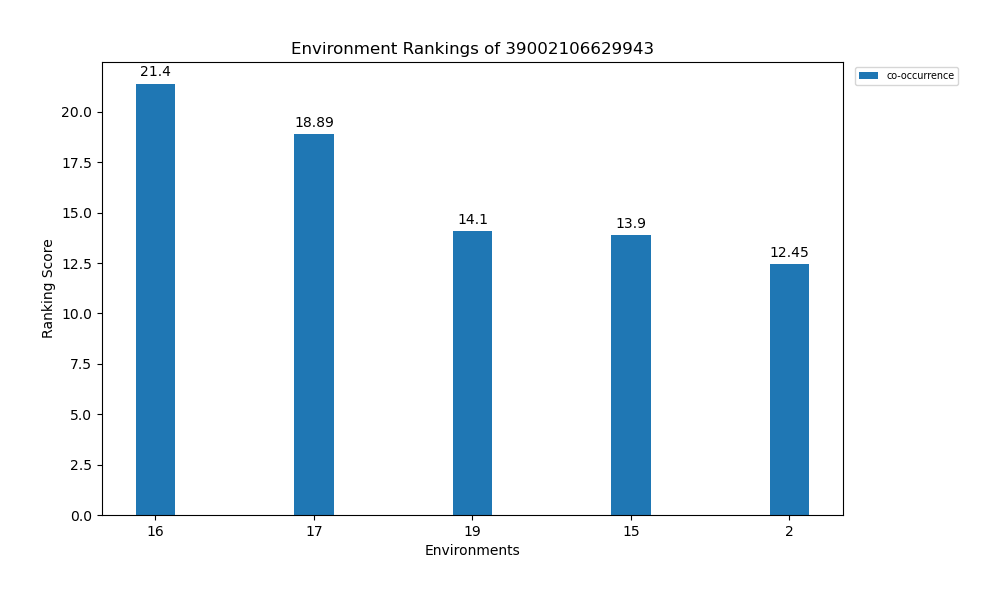 Environment Rankings of 39002106629943
co-occurrence
21.4
18.89
14.1
13.9
12.45
20.0
17.5
15.0
12.5
10.0
7.5
5.0
2.5
0.0
Ranking Score
16 17 19 15 2
Environments